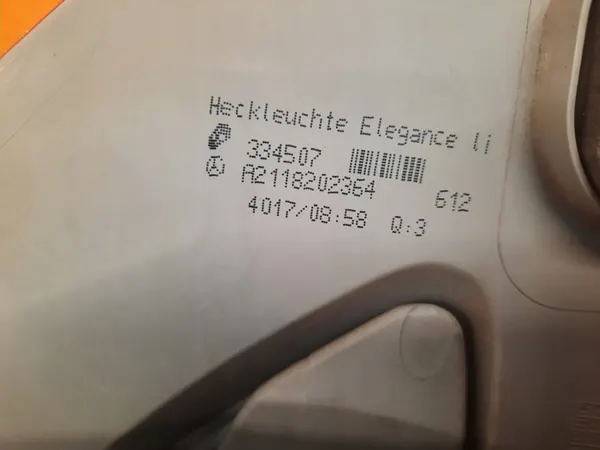 Heckleuchte Elegance li
334507
A2118202364 612
4017/08:58 Q:3